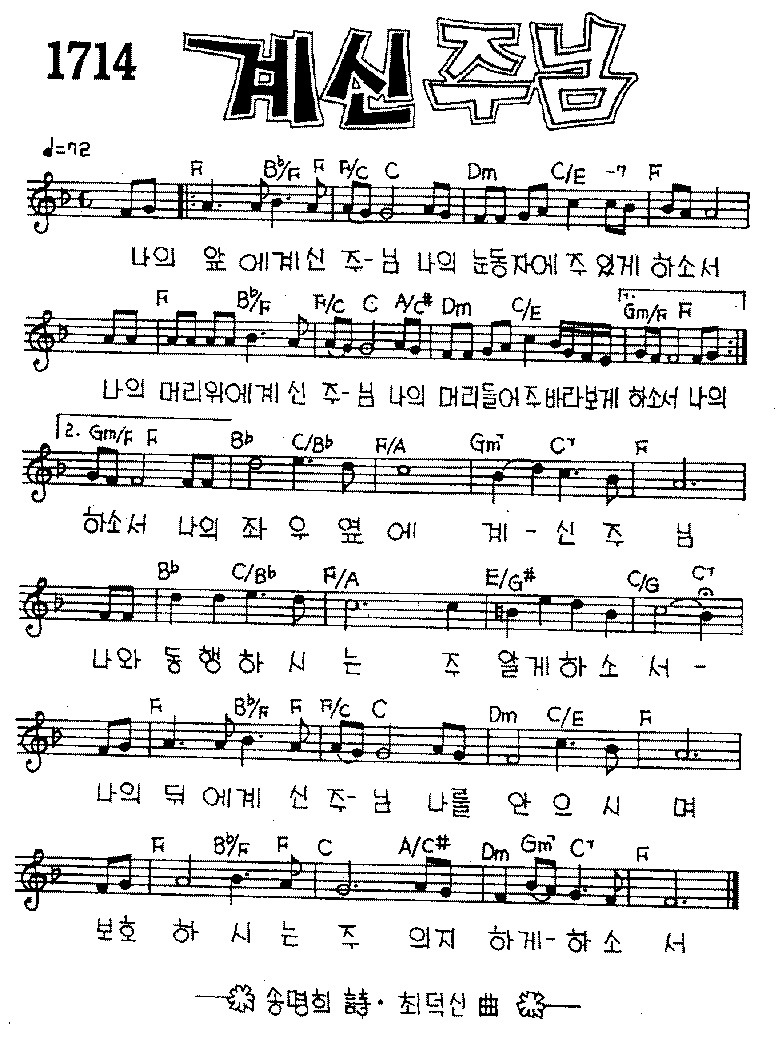 1714 계신 주님
♩=72
F B♭/F F F/C C Dm C/E -7 F
나의 앞 에계신 주-님 나의 눈동자에 주 있게 하소서
F B♭/F F/C C A/C# Dm C/E 1. Gm/F F
나의 머리위에계 신 주-님 나의 머리들어 주바라보게 하소서 나의
2. Gm/F F B♭ C/B♭ F/A Gm7 C7 F
하소서 나의 좌 우 옆 에 계 - 신 주 님
B♭ C/B♭ F/A E/G# C/G C7
나와 동 행 하 시 는 주 알게하 소 서 -
F B♭/F F F/C C Dm C/E F
나의 뒤 에계 신 주-님 나를 안 으 시 며
F B♭/F F C A/C# Dm Gm7 C7 F
보호 하 시 는 주 의지 하게-하 소 서
송명희 詩 · 최덕신 曲